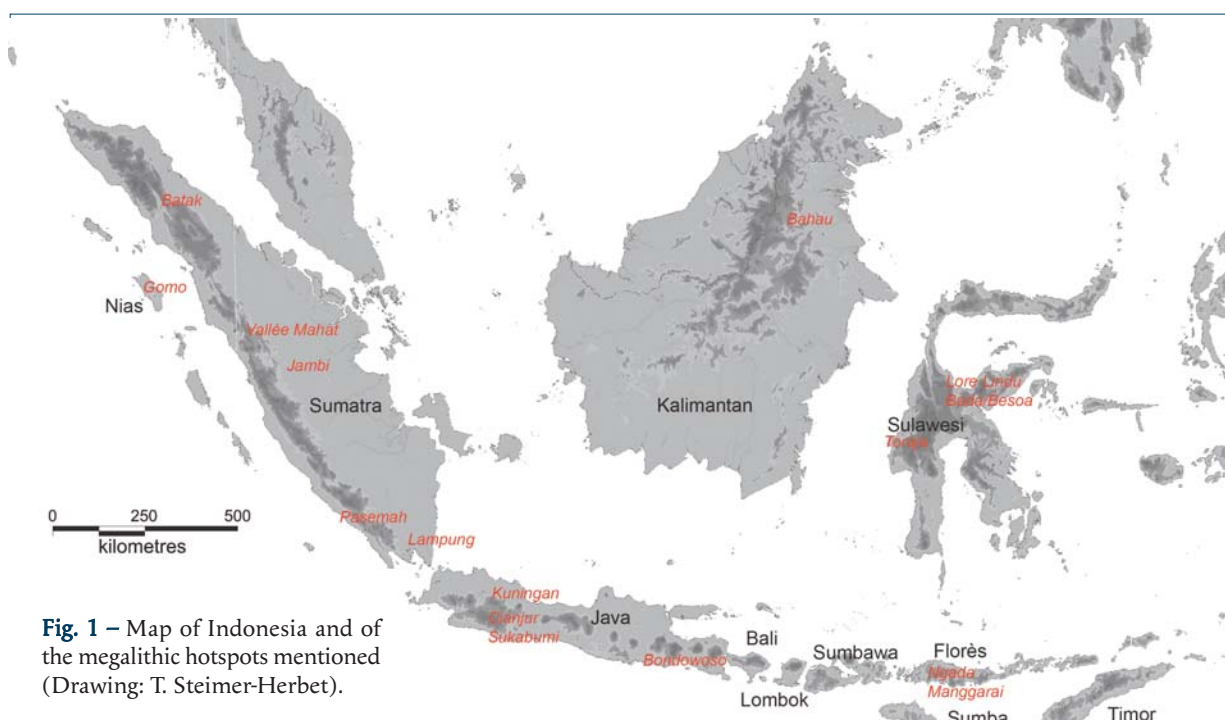 Batak
Bahau
Gomo
Nias
Vallée Mahat
Jambi
Sumatra
Kalimantan
Lore Lindu
Bada/Besoa
Sulawesi
Toraja
0 250 500
kilometres
Pasemah
Lampung
Kuningan
Cianjur
Sukabumi
Java
Bondowoso
Bali
Lombok
Sumbawa
Florès
Ngada
Manggarai
Sumba
Timor
Fig. 1 – Map of Indonesia and of
the megalithic hotspots mentioned
(Drawing: T. Steimer-Herbet).